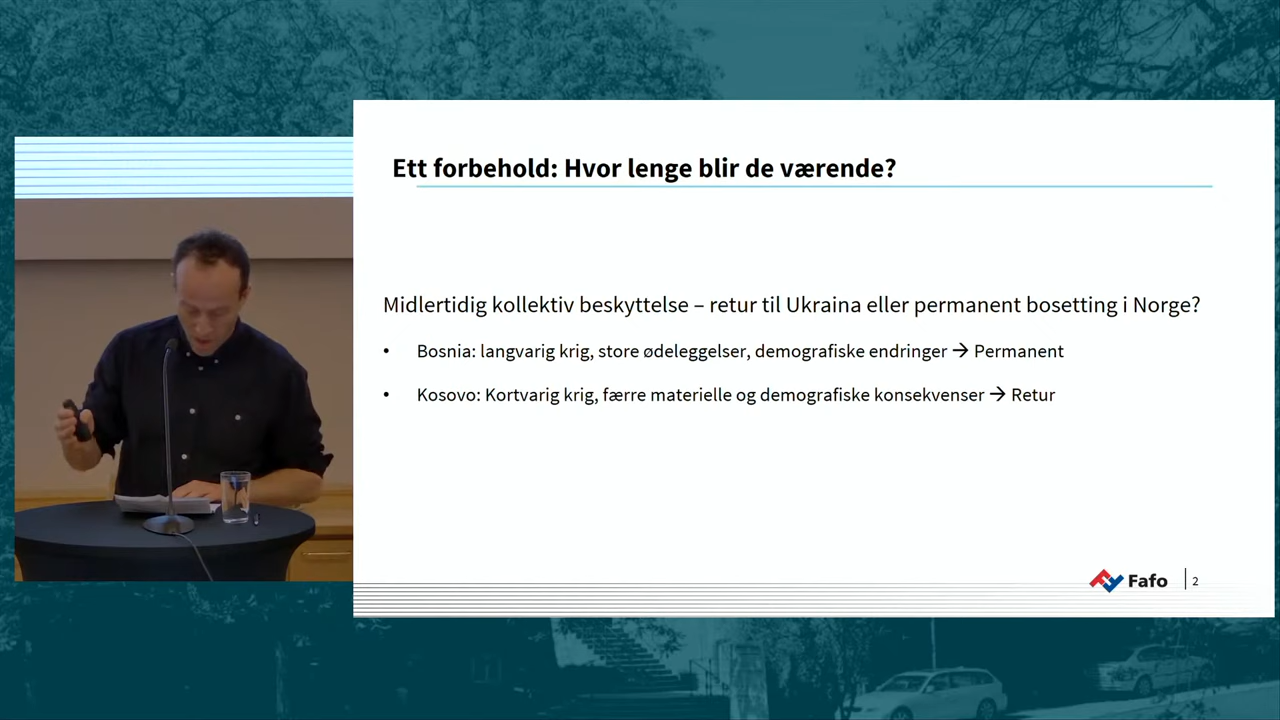 Ett forbehold: Hvor lenge blir de værende?
Midlertidig kollektiv beskyttelse – retur til Ukraina eller permanent bosetting i Norge?
• Bosnia: langvarig krig, store ødeleggelser, demografiske endringer → Permanent
• Kosovo: Kortvarig krig, færre materielle og demografiske konsekvenser → Retur
Fafo
2